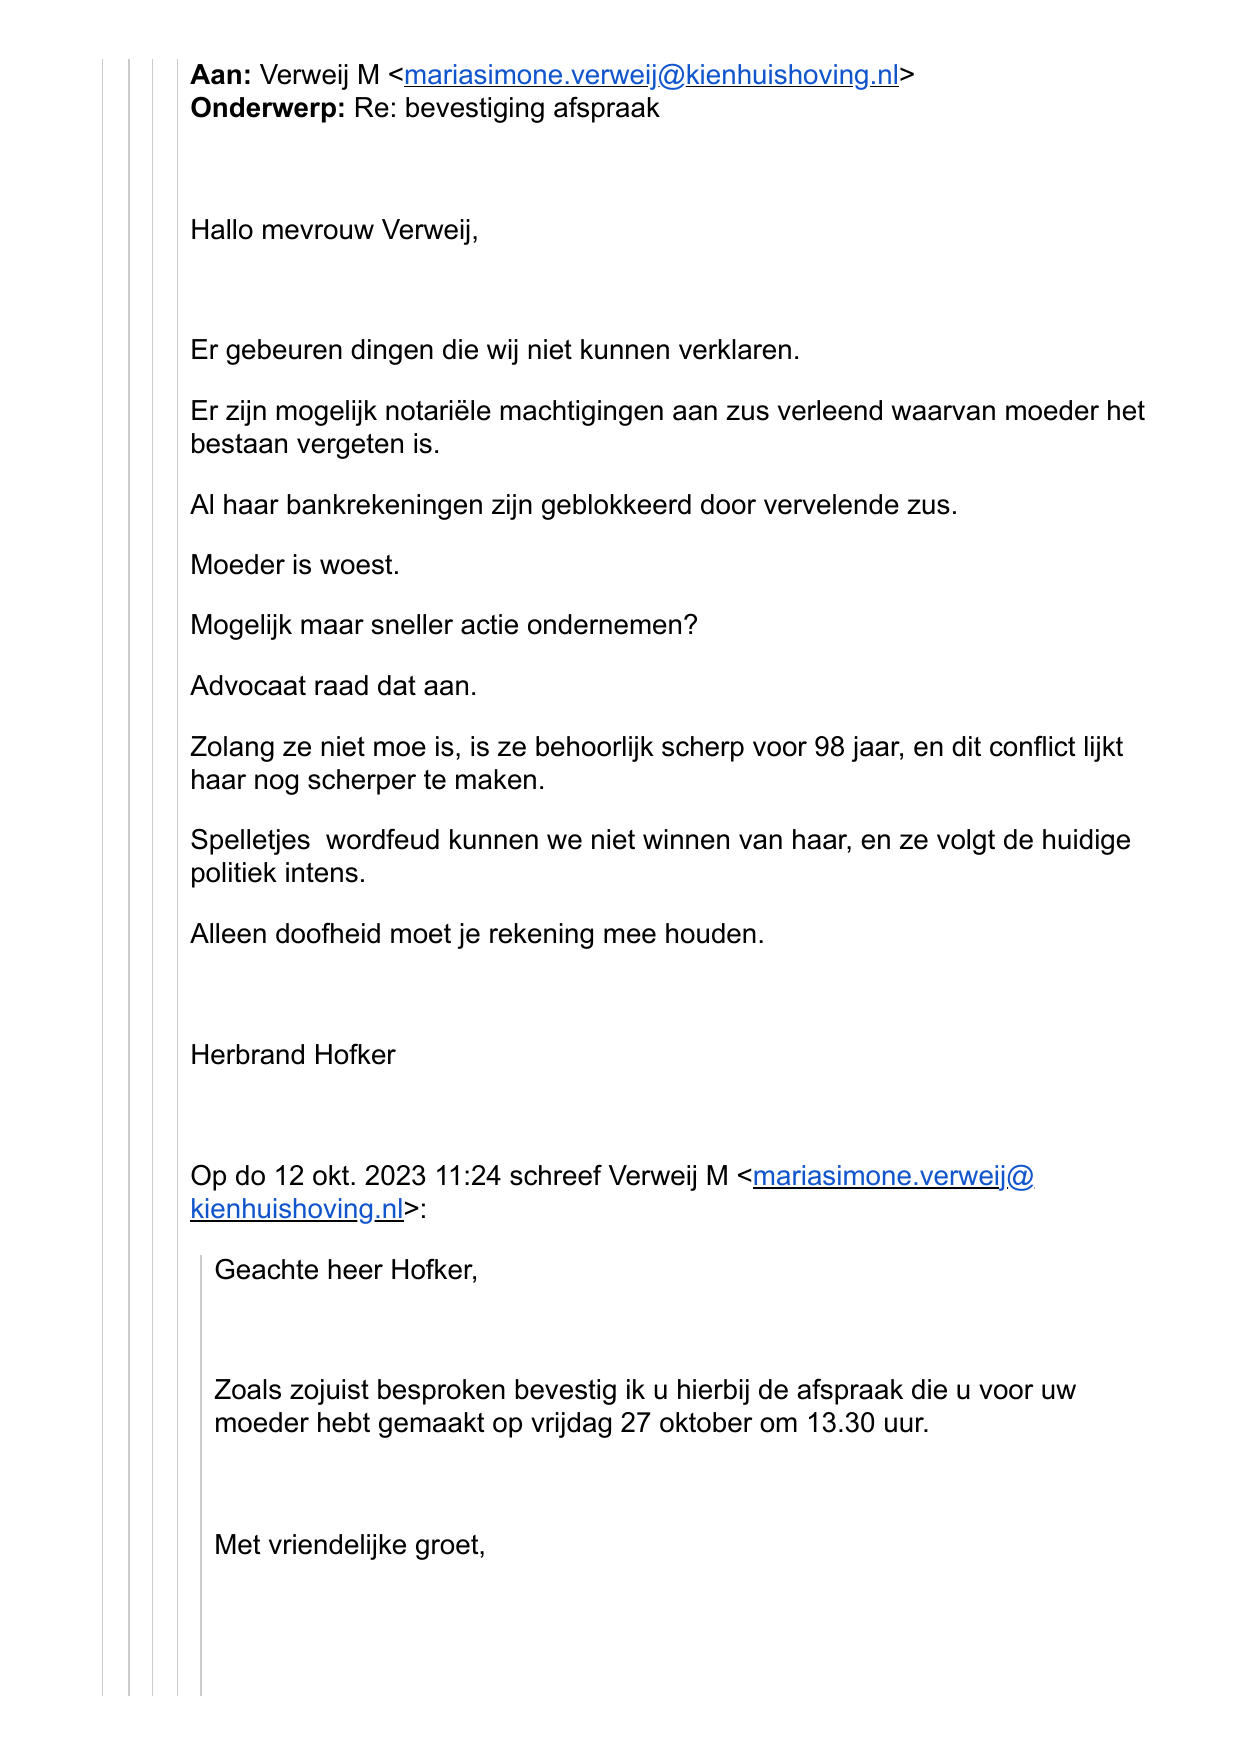 Aan: Verweij M <mariasimone.verweij@kienhuishoving.nl>
Onderwerp: Re: bevestiging afspraak
Hallo mevrouw Verweij,
Er gebeuren dingen die wij niet kunnen verklaren.
Er zijn mogelijk notariële machtigingen aan zus verleend waarvan moeder het
bestaan vergeten is.
Al haar bankrekeningen zijn geblokkeerd door vervelende zus.
Moeder is woest.
Mogelijk maar sneller actie ondernemen?
Advocaat raad dat aan.
Zolang ze niet moe is, is ze behoorlijk scherp voor 98 jaar, en dit conflict lijkt
haar nog scherper te maken.
Spelletjes  wordfeud kunnen we niet winnen van haar, en ze volgt de huidige
politiek intens.
Alleen doofheid moet je rekening mee houden.
Herbrand Hofker
Op do 12 okt. 2023 11:24 schreef Verweij M <mariasimone.verweij@
kienhuishoving.nl>:
Geachte heer Hofker,
Zoals zojuist besproken bevestig ik u hierbij de afspraak die u voor uw
moeder hebt gemaakt op vrijdag 27 oktober om 13.30 uur.
Met vriendelijke groet,